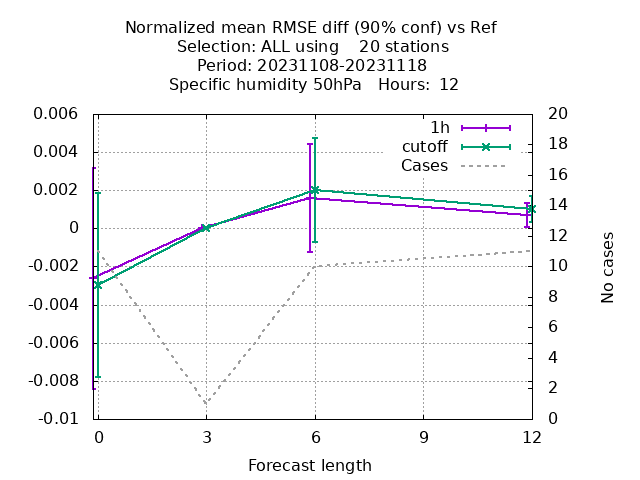 Normalized mean RMSE diff (90% conf) vs Ref
Selection: ALL using    20 stations
Period: 20231108-20231118
Specific humidity 50hPa   Hours:  12
0.006
0.004
0.002
0
-0.002
-0.004
-0.006
-0.008
-0.01
20
18
16
14
12
10
8
6
4
2
0
1h
cutoff
Cases
No cases
0 3 6 9 12
Forecast length